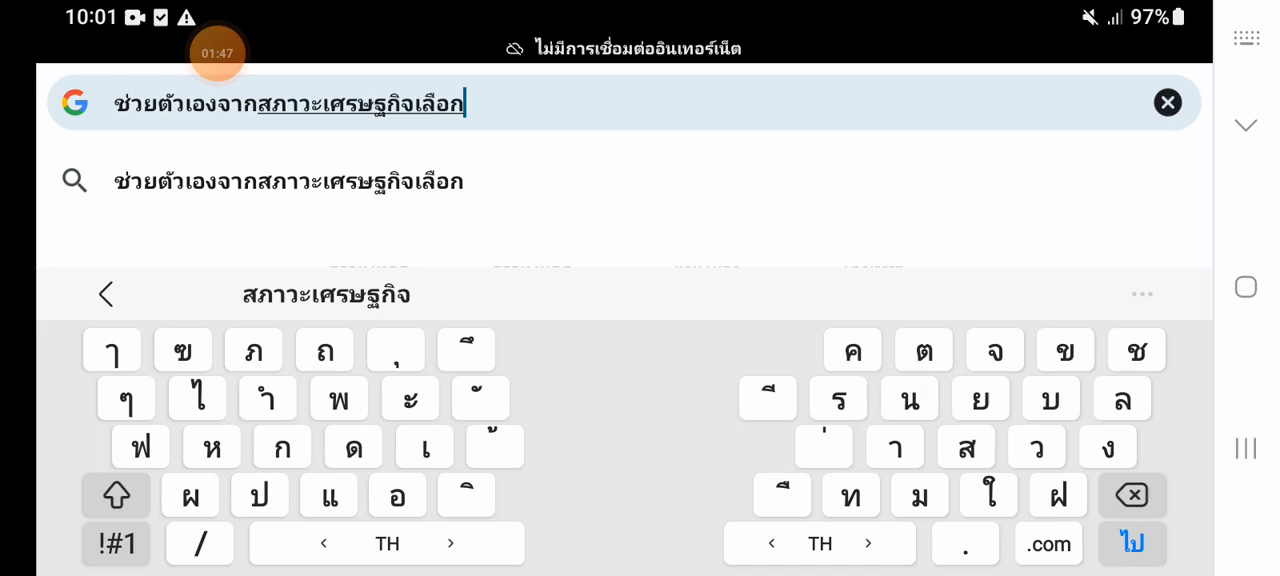 10:01
97%
01:47
ไม่มีการเชื่อมต่ออินเทอร์เน็ต
ช่วยตัวเองจากสภาวะเศรษฐกิจเลือก
ช่วยตัวเองจากสภาวะเศรษฐกิจเลือก
สภาวะเศรษฐกิจ
ๅ ฃ ภ ถ ุ ึ ค ต จ ข ช
ๆ ไ ำ พ ะ ั ี ร น ย บ ล
ฟ ห ก ด เ ้ ่ า ส ว ง
ผ ป แ อ ิ ื ท ม ใ ฝ
!#1 / < TH > < TH > . .com ไป